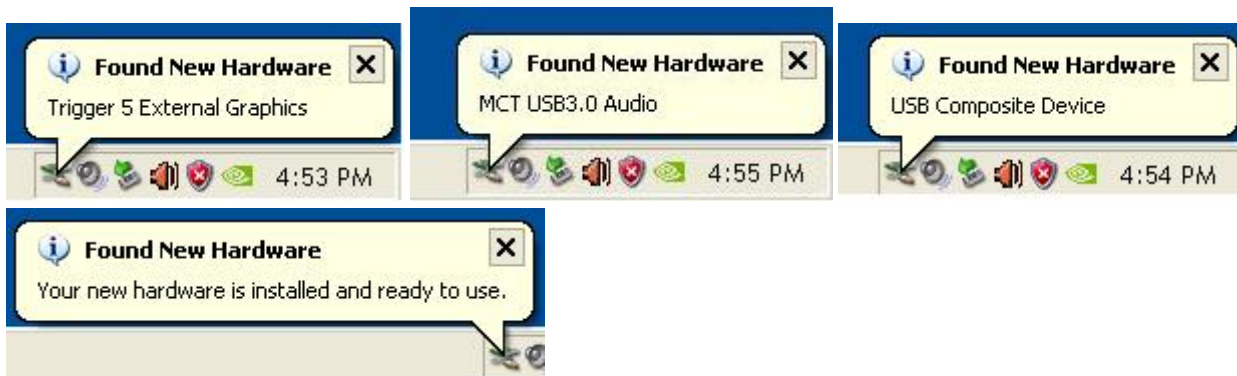 Found New Hardware
Trigger 5 External Graphics
4:53 PM
Found New Hardware
MCT USB3.0 Audio
4:55 PM
Found New Hardware
USB Composite Device
4:54 PM
Found New Hardware
Your new hardware is installed and ready to use.